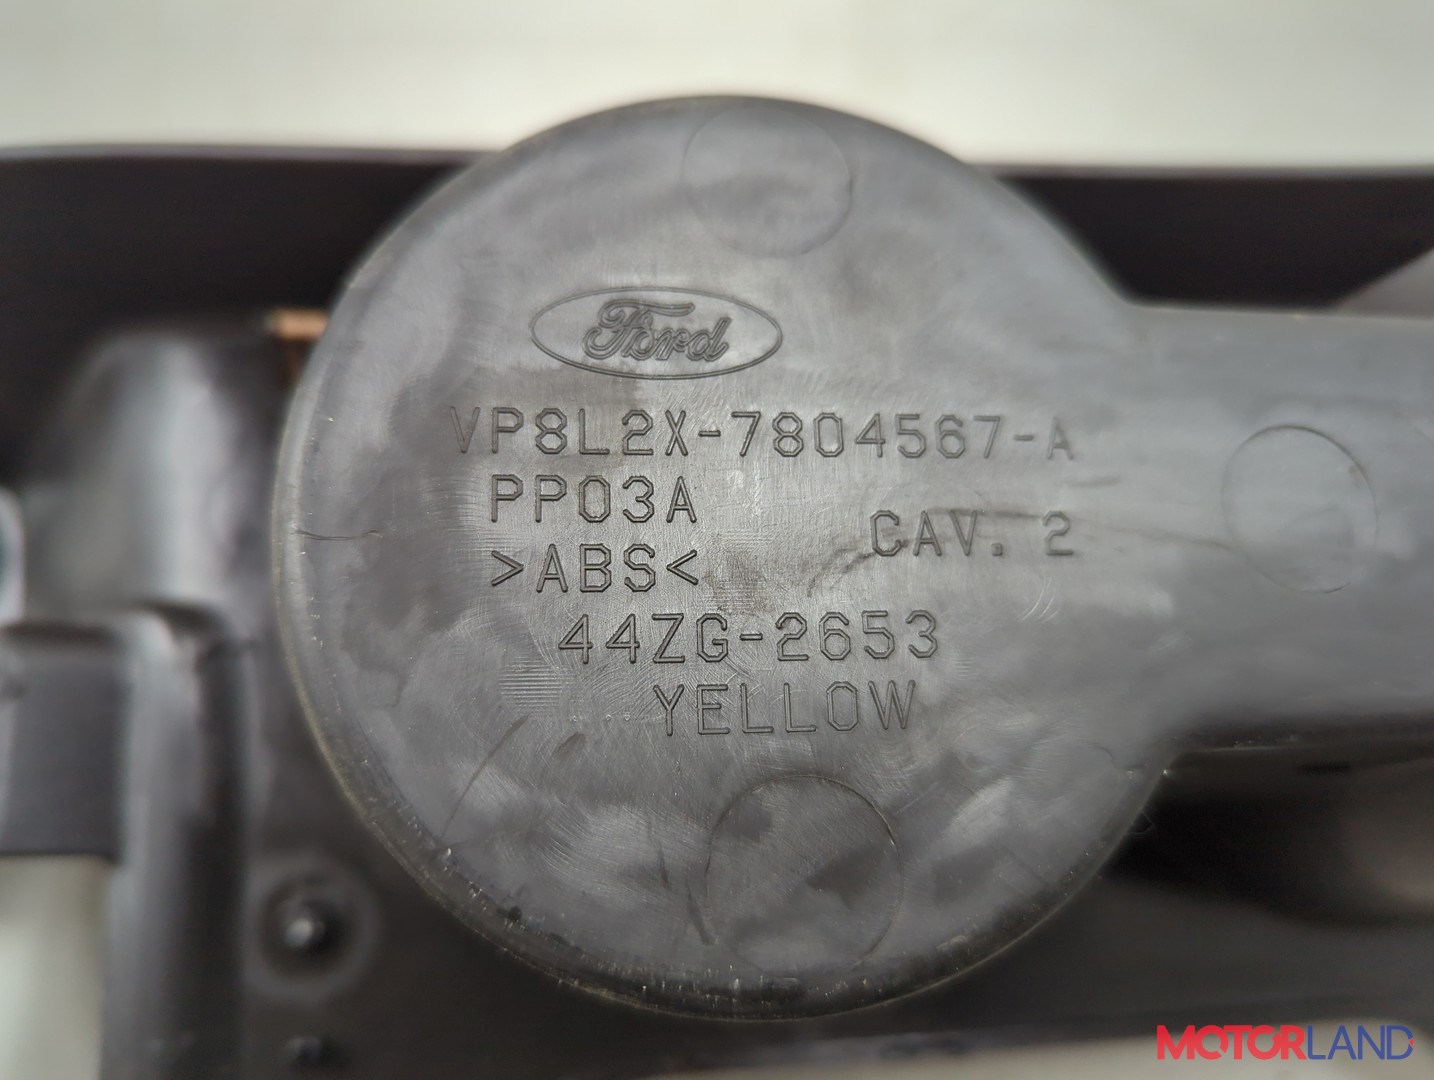 Ford
VP8L2X-7804567-A
PP03A
CAV. 2
>ABS<
44ZG-2653
YELLOW
MOTORLAND